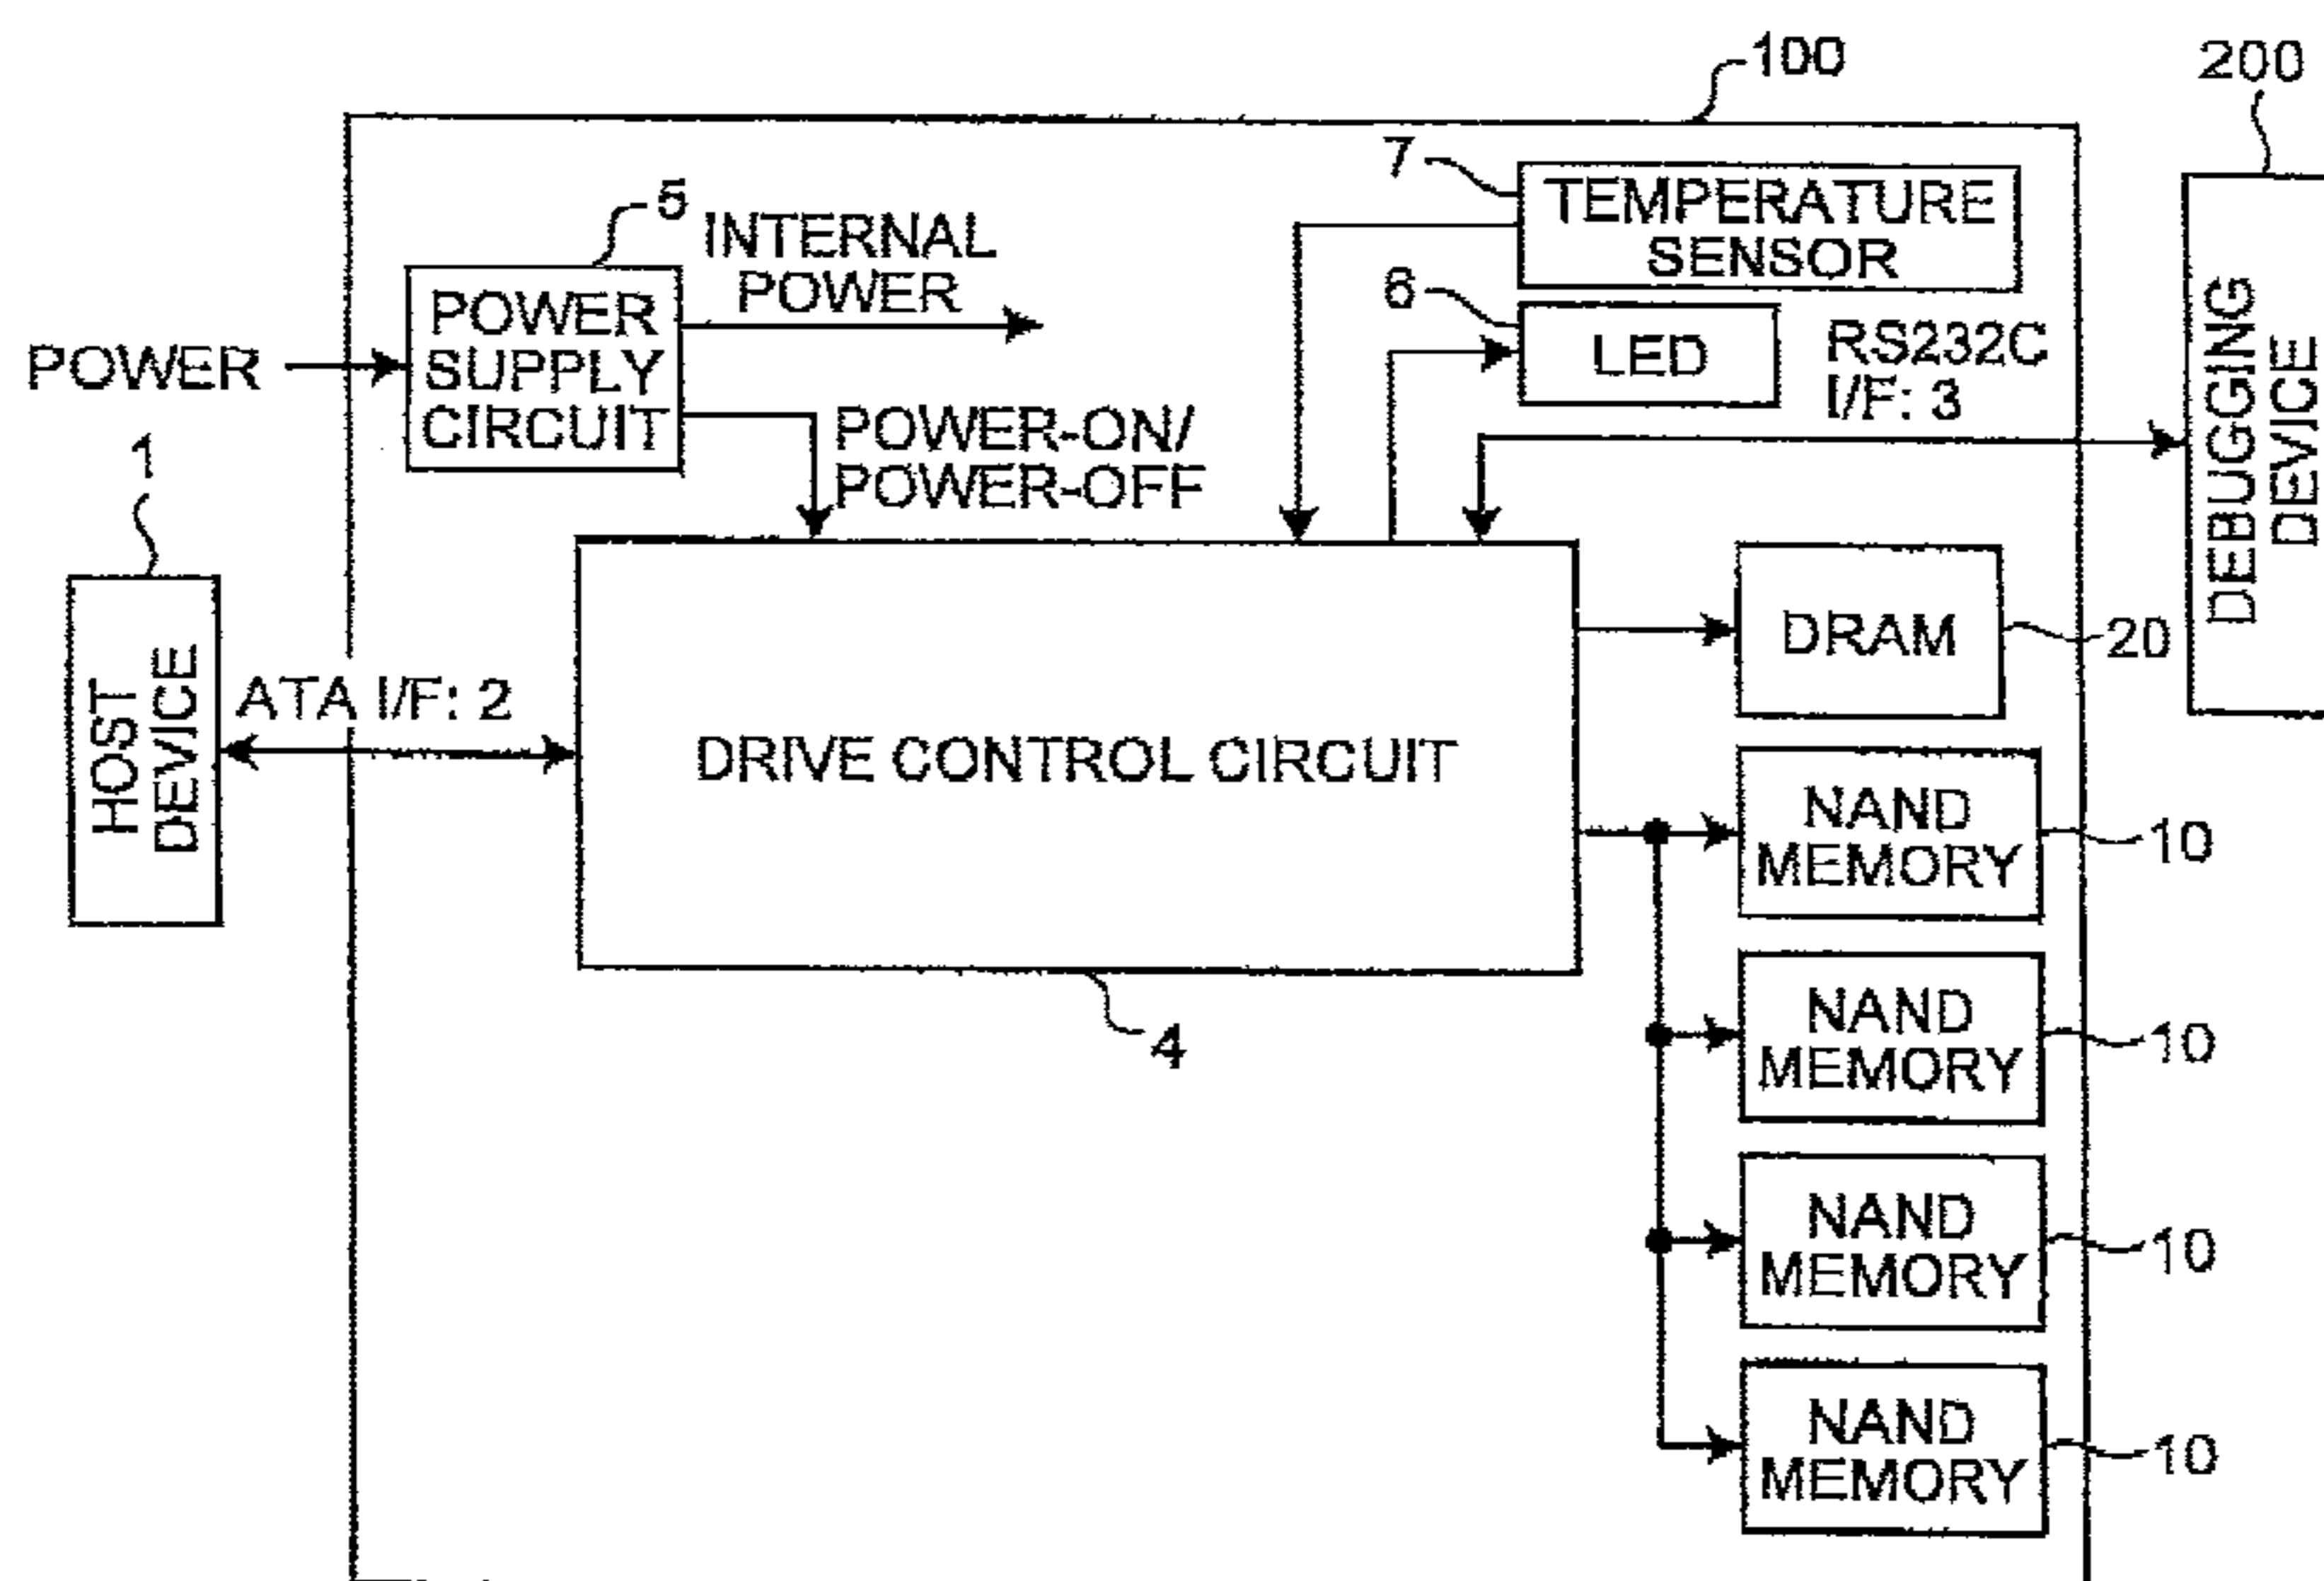 100
200
7
TEMPERATURE
SENSOR
5
INTERNAL
POWER
6
LED
RS232C
I/F: 3
POWER
SUPPLY
CIRCUIT
POWER
POWER-ON/
POWER-OFF
DEBUGGING
DEVICE
1
HOST
DEVICE
ATA I/F: 2
DRIVE CONTROL CIRCUIT
4
DRAM
20
NAND
MEMORY
10
NAND
MEMORY
10
NAND
MEMORY
10
NAND
MEMORY
10